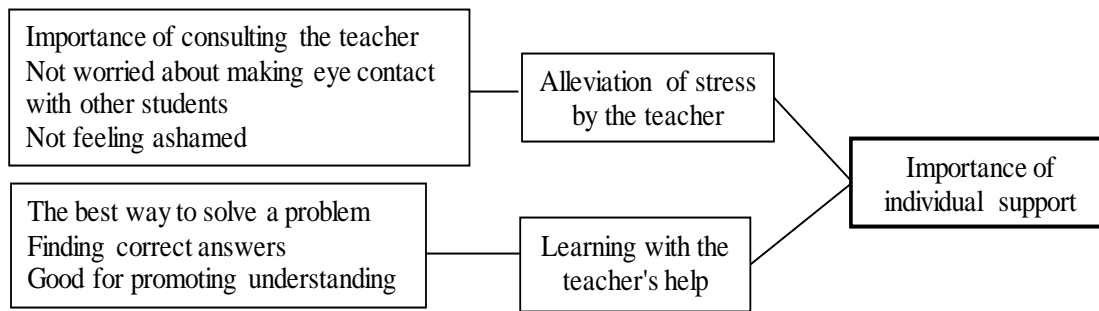 Importance of consulting the teacher
Not worried about making eye contact
with other students
Not feeling ashamed
Alleviation of stress
by the teacher
Importance of
individual support
The best way to solve a problem
Finding correct answers
Good for promoting understanding
Learning with the
teacher's help